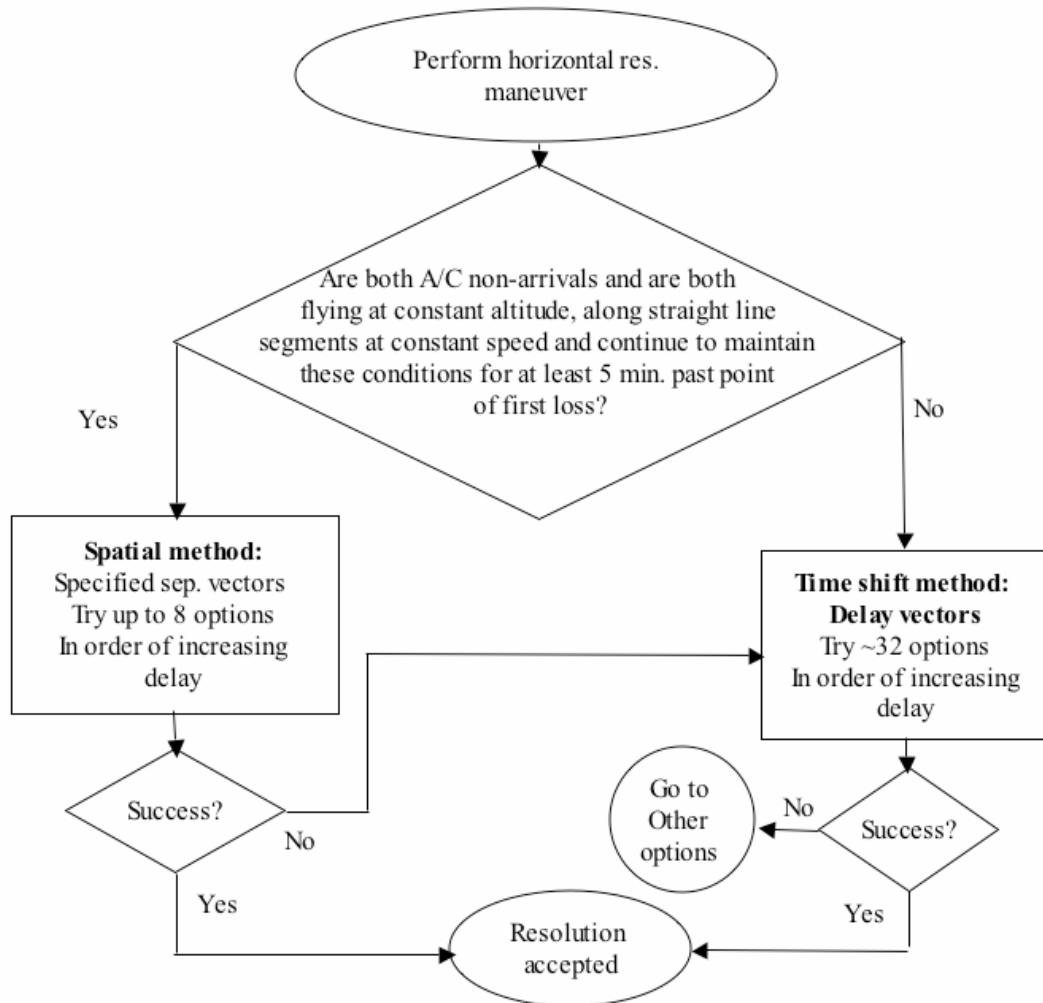 Perform horizontal res.
maneuver
Are both A/C non-arrivals and are both
flying at constant altitude, along straight line
segments at constant speed and continue to maintain
these conditions for at least 5 min. past point
of first loss?
Yes
No
Spatial method:
Specified sep. vectors
Try up to 8 options
In order of increasing
delay
Time shift method:
Delay vectors
Try ~32 options
In order of increasing
delay
Success?
No
Yes
Go to
Other
options
No
Success?
Yes
Resolution
accepted